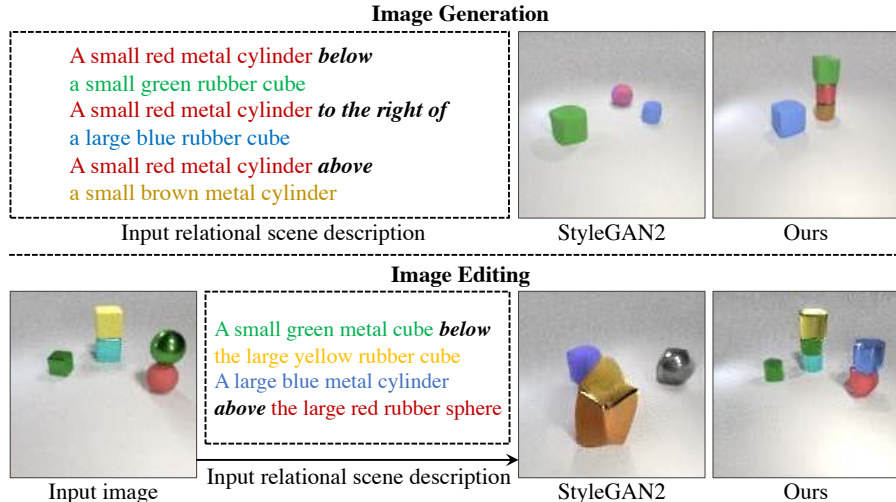 Image Generation
A small red metal cylinder below
a small green rubber cube
A small red metal cylinder to the right of
a large blue rubber cube
A small red metal cylinder above
a small brown metal cylinder
Input relational scene description
StyleGAN2
Ours
Image Editing
A small green metal cube below
the large yellow rubber cube
A large blue metal cylinder
above the large red rubber sphere
Input relational scene description
Input image
StyleGAN2
Ours